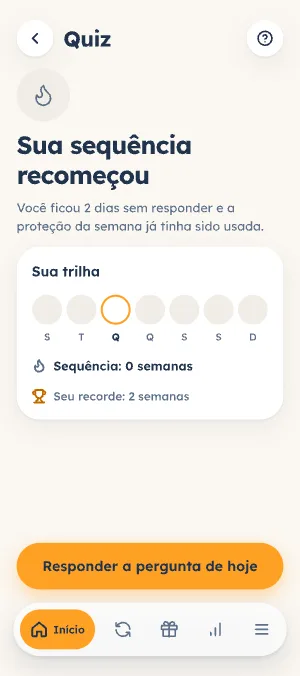 Quiz
Sua sequência
recomeçou
Você ficou 2 dias sem responder e a
proteção da semana já tinha sido usada.
Sua trilha
S T Q Q S S D
Sequência: 0 semanas
Seu recorde: 2 semanas
Responder a pergunta de hoje
Início